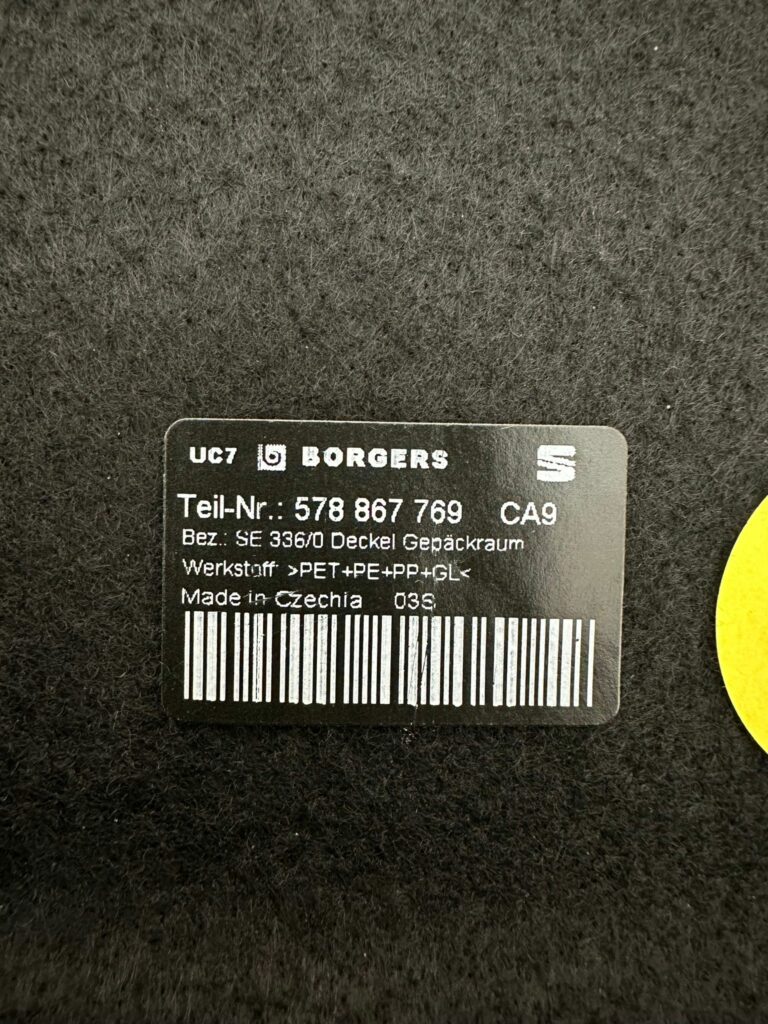 UC7 BORGERS S
Teil-Nr.: 578 867 769 CA9
Bez.: SE 336/0 Deckel Gepäckraum
Werkstoff >PET+PE+PP+GL<
Made in Czechia 03S